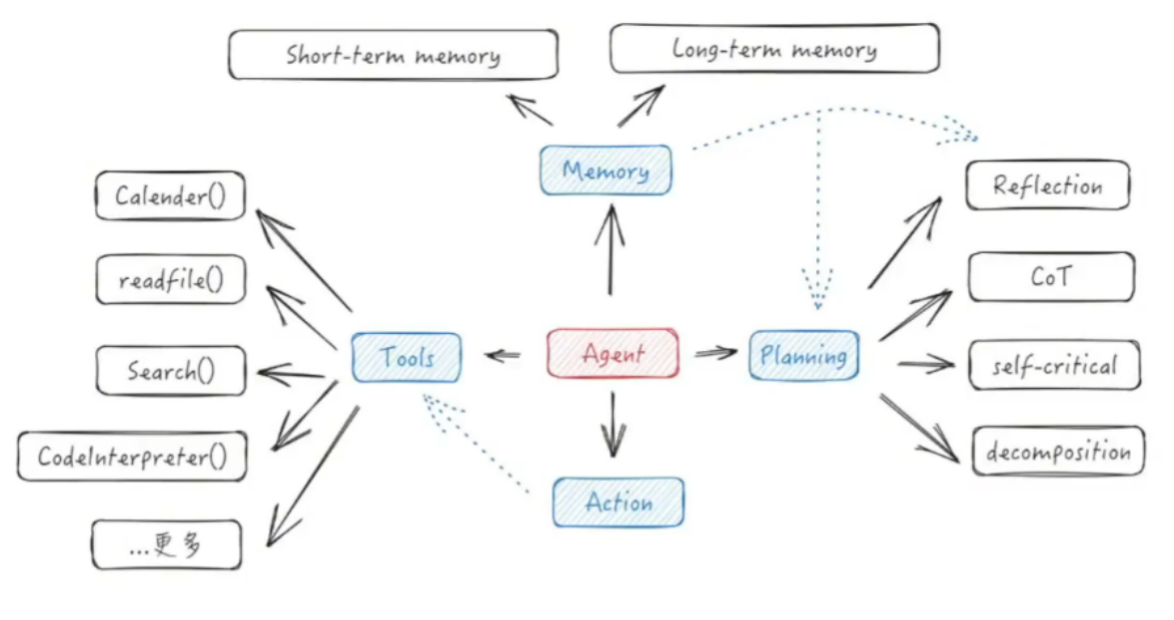 Short-term memory
Long-term memory
Memory
Calender()
readfile()
Search()
CodeInterpreter()
...更多
Tools
Agent
Planning
Action
Reflection
CoT
self-critical
decomposition